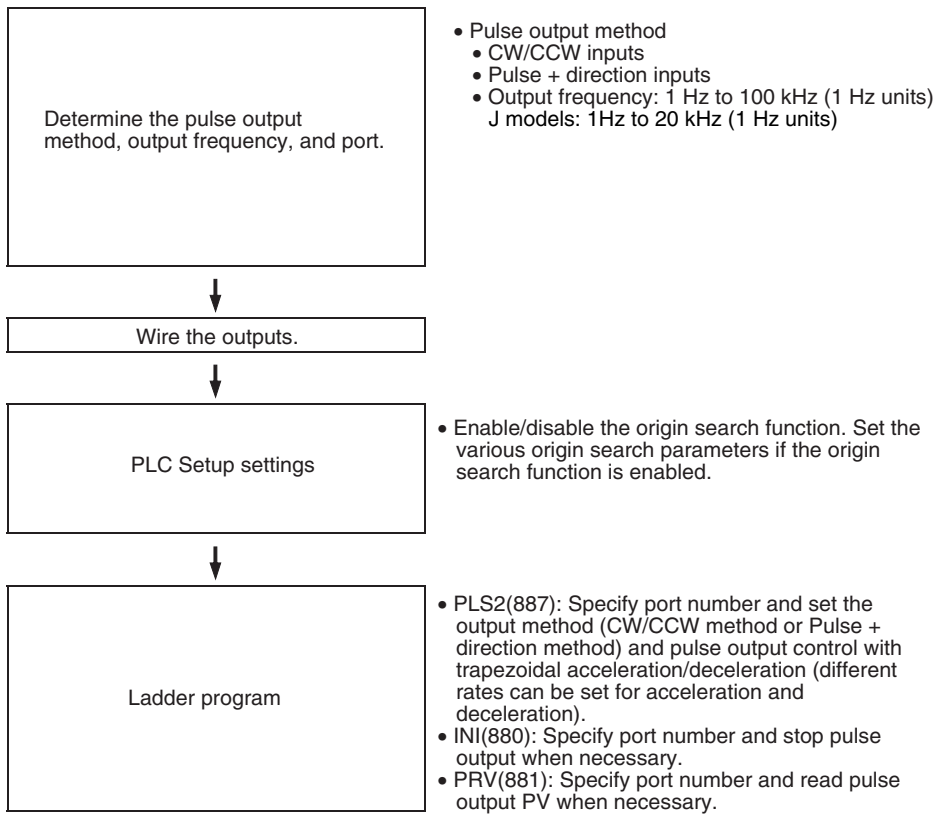 Determine the pulse output
method, output frequency, and port.
• Pulse output method
• CW/CCW inputs
• Pulse + direction inputs
• Output frequency: 1 Hz to 100 kHz (1 Hz units)
J models: 1Hz to 20 kHz (1 Hz units)
Wire the outputs.
PLC Setup settings
• Enable/disable the origin search function. Set the
various origin search parameters if the origin
search function is enabled.
Ladder program
• PLS2(887): Specify port number and set the
output method (CW/CCW method or Pulse +
direction method) and pulse output control with
trapezoidal acceleration/deceleration (different
rates can be set for acceleration and
deceleration).
• INI(880): Specify port number and stop pulse
output when necessary.
• PRV(881): Specify port number and read pulse
output PV when necessary.